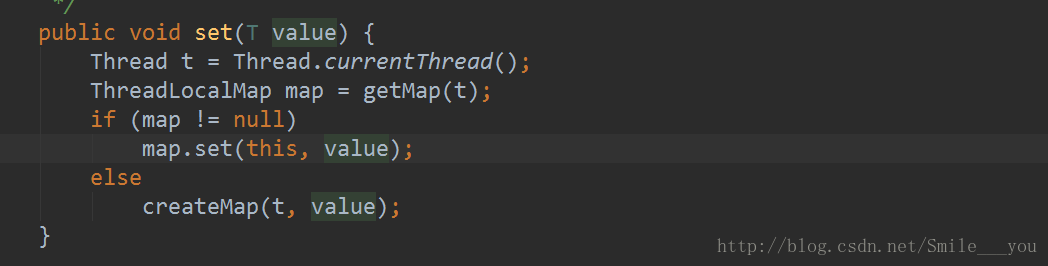 */
public void set(T value) {
    Thread t = Thread.currentThread();
    ThreadLocalMap map = getMap(t);
    if (map != null)
        map.set(this, value);
    else
        createMap(t, value);
}
http://blog.csdn.net/Smile___you